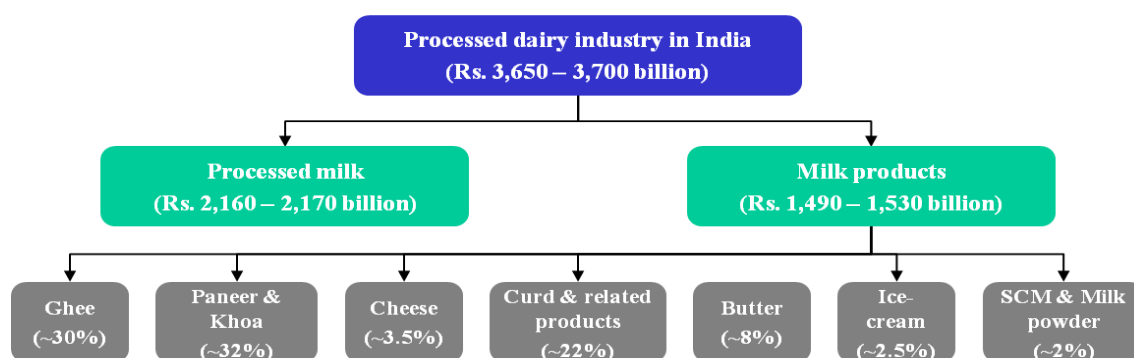 Processed dairy industry in India
(Rs. 3,650 – 3,700 billion)
Processed milk
(Rs. 2,160 – 2,170 billion)
Milk products
(Rs. 1,490 – 1,530 billion)
Ghee
(~30%)
Paneer &
Khoa
(~32%)
Cheese
(~3.5%)
Curd & related
products
(~22%)
Butter
(~8%)
Ice-
cream
(~2.5%)
SCM & Milk
powder
(~2%)